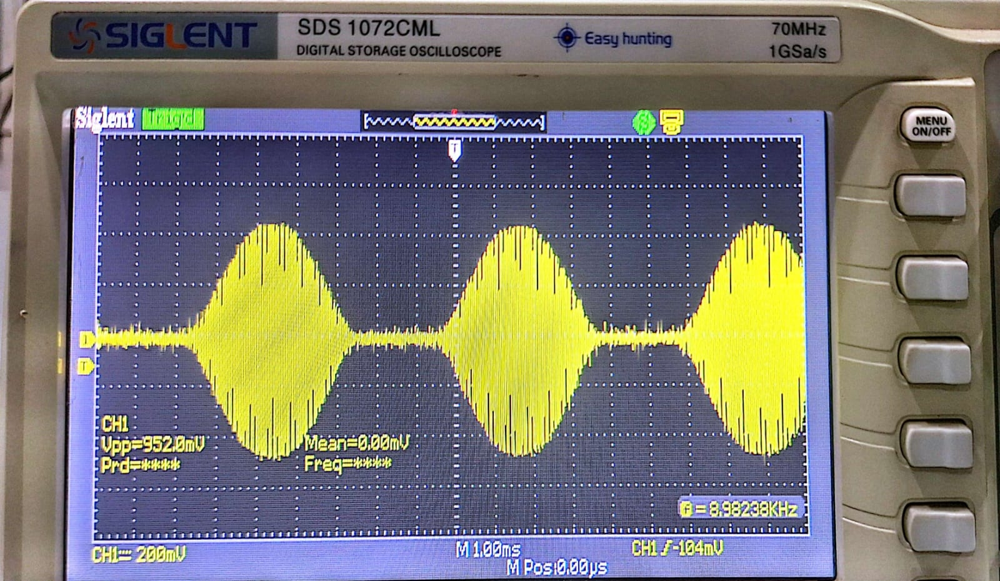 SIGLENT
SDS 1072CML
DIGITAL STORAGE OSCILLOSCOPE
Easy hunting
70MHz
1GSa/s
MENU
ON/OFF
Siglent
T
CH1
Vpp=952.0mV
Mean=0.00mV
Prd=****
Freq=****
= 8.98238KHz
CH1 200mV
M 1.00ms
CH1 -104mV
M Pos:0.00µs